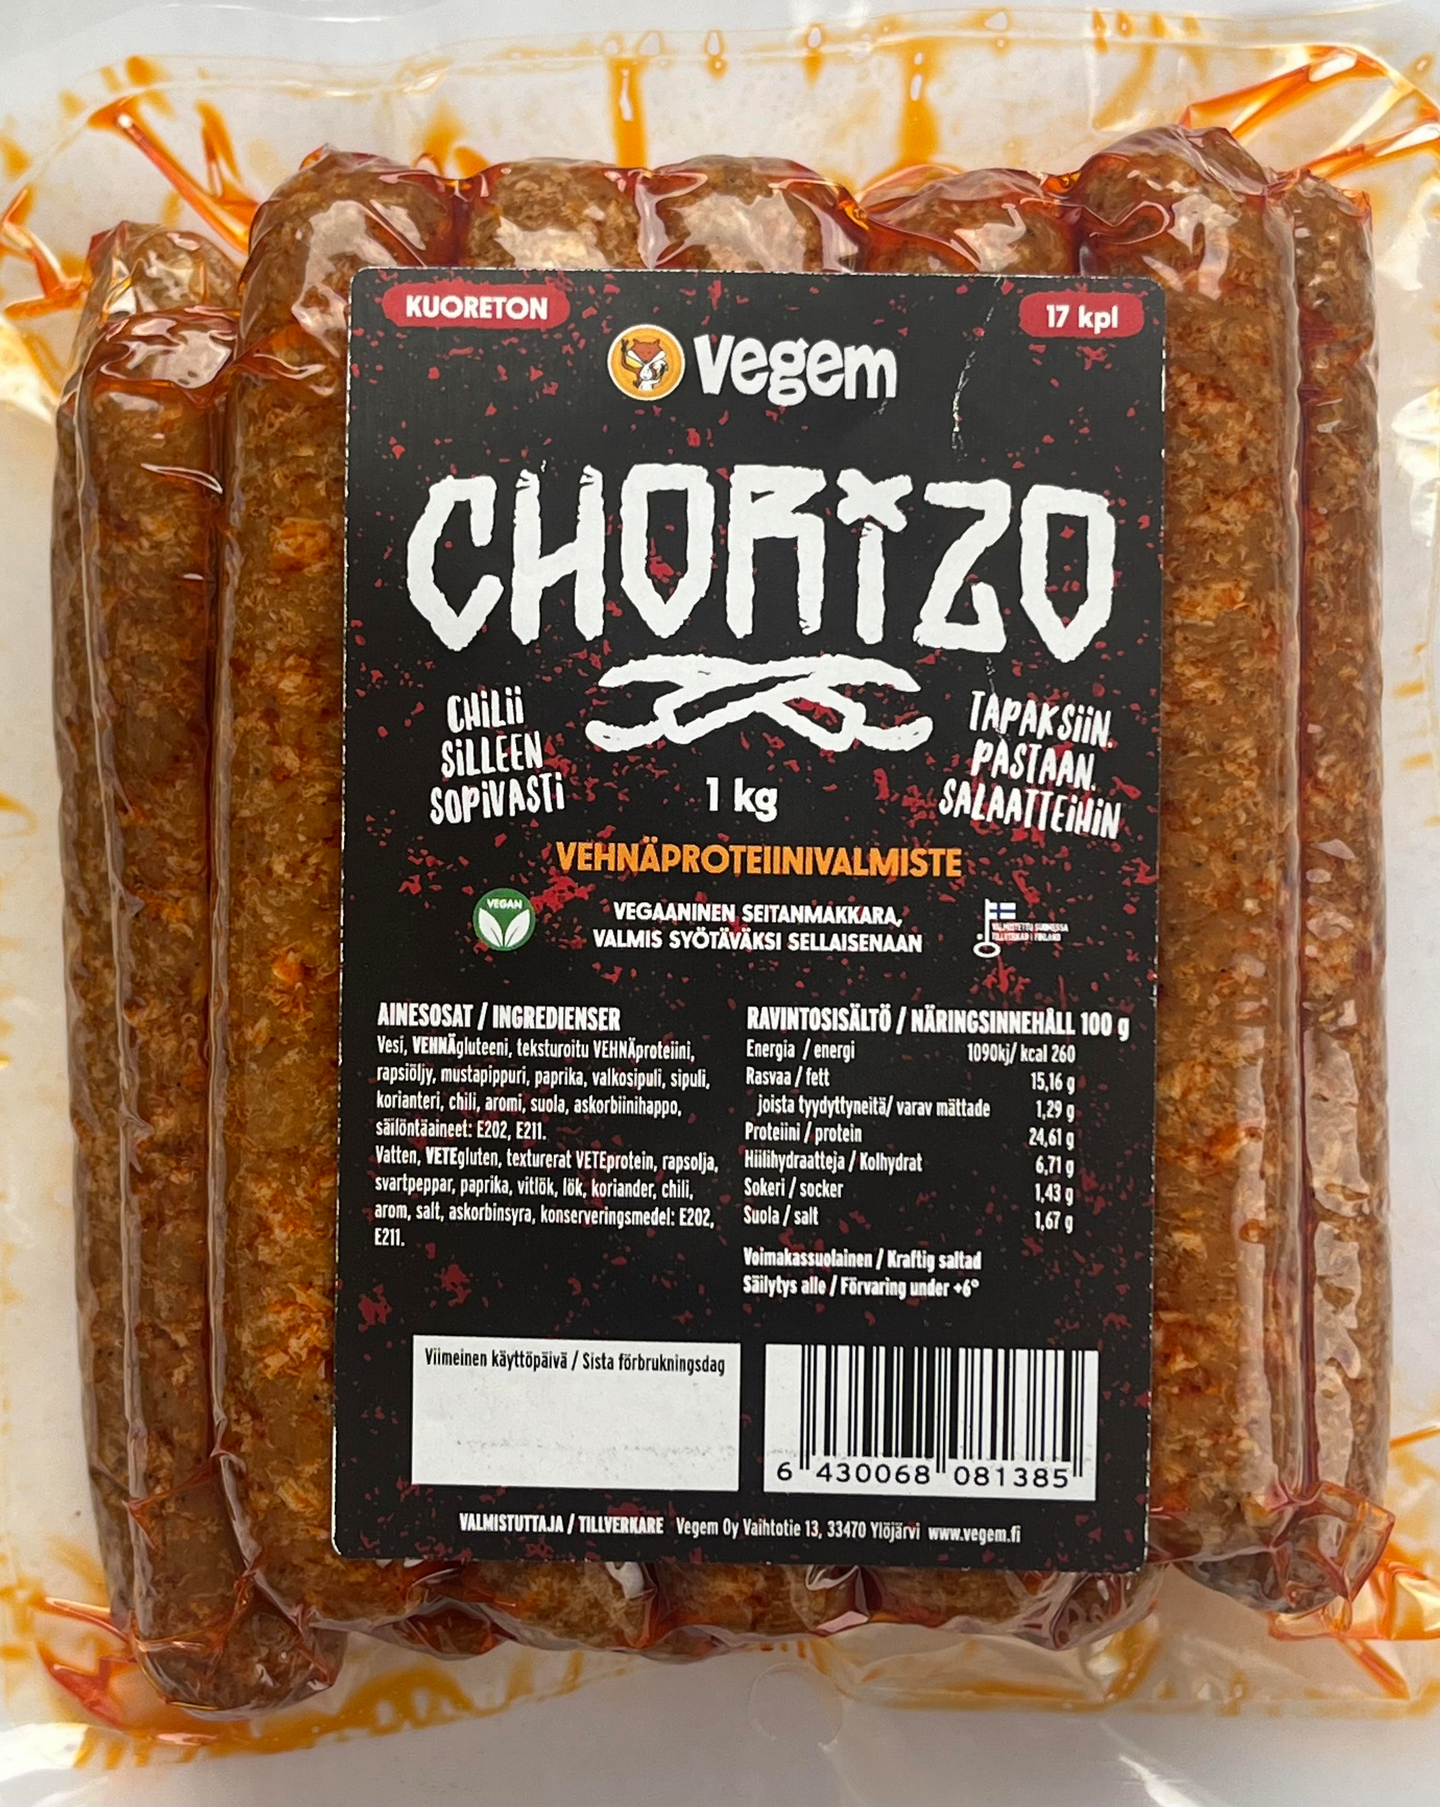 KUORETON
17 kpl
vegem
CHORIZO
CHiLii
SiLLEEN
SOPiVASTi
TAPAKSiiN.
PASTAAN.
SALAATTEiHiN
1 kg
VEHNÄPROTEIINIVALMISTE
VEGAN
VEGAANINEN SEITANMAKKARA,
VALMIS SYÖTÄVÄKSI SELLAISENAAN
VALMISTETTU SUOMESSA
TILLVERKAD I FINLAND
AINESOSAT / INGREDIENSER
Vesi, VEHNÄgluteeni, teksturoitu VEHNÄproteiini,
rapsiöljy, mustapippuri, paprika, valkosipuli, sipuli,
korianteri, chili, aromi, suola, askorbiinihappo,
säilöntäaineet: E202, E211.
Vatten, VETEgluten, texturerat VETEprotein, rapsolja,
svartpeppar, paprika, vitlök, lök, koriander, chili,
arom, salt, askorbinsyra, konserveringsmedel: E202,
E211.
RAVINTOSISÄLTÖ / NÄRINGSINNEHÅLL 100 g
Energia / energi 1090kj/ kcal 260
Rasvaa / fett 15,16 g
joista tyydyttyneitä/ varav mättade 1,29 g
Proteiini / protein 24,61 g
Hiilihydraatteja / Kolhydrat 6,71 g
Sokeri / socker 1,43 g
Suola / salt 1,67 g
Voimakassuolainen / Kraftig saltad
Säilytys alle / Förvaring under +6°
Viimeinen käyttöpäivä / Sista förbrukningsdag
6 430068 081385
VALMISTUTTAJA / TILLVERKARE Vegem Oy Vaihtotie 13, 33470 Ylöjärvi www.vegem.fi